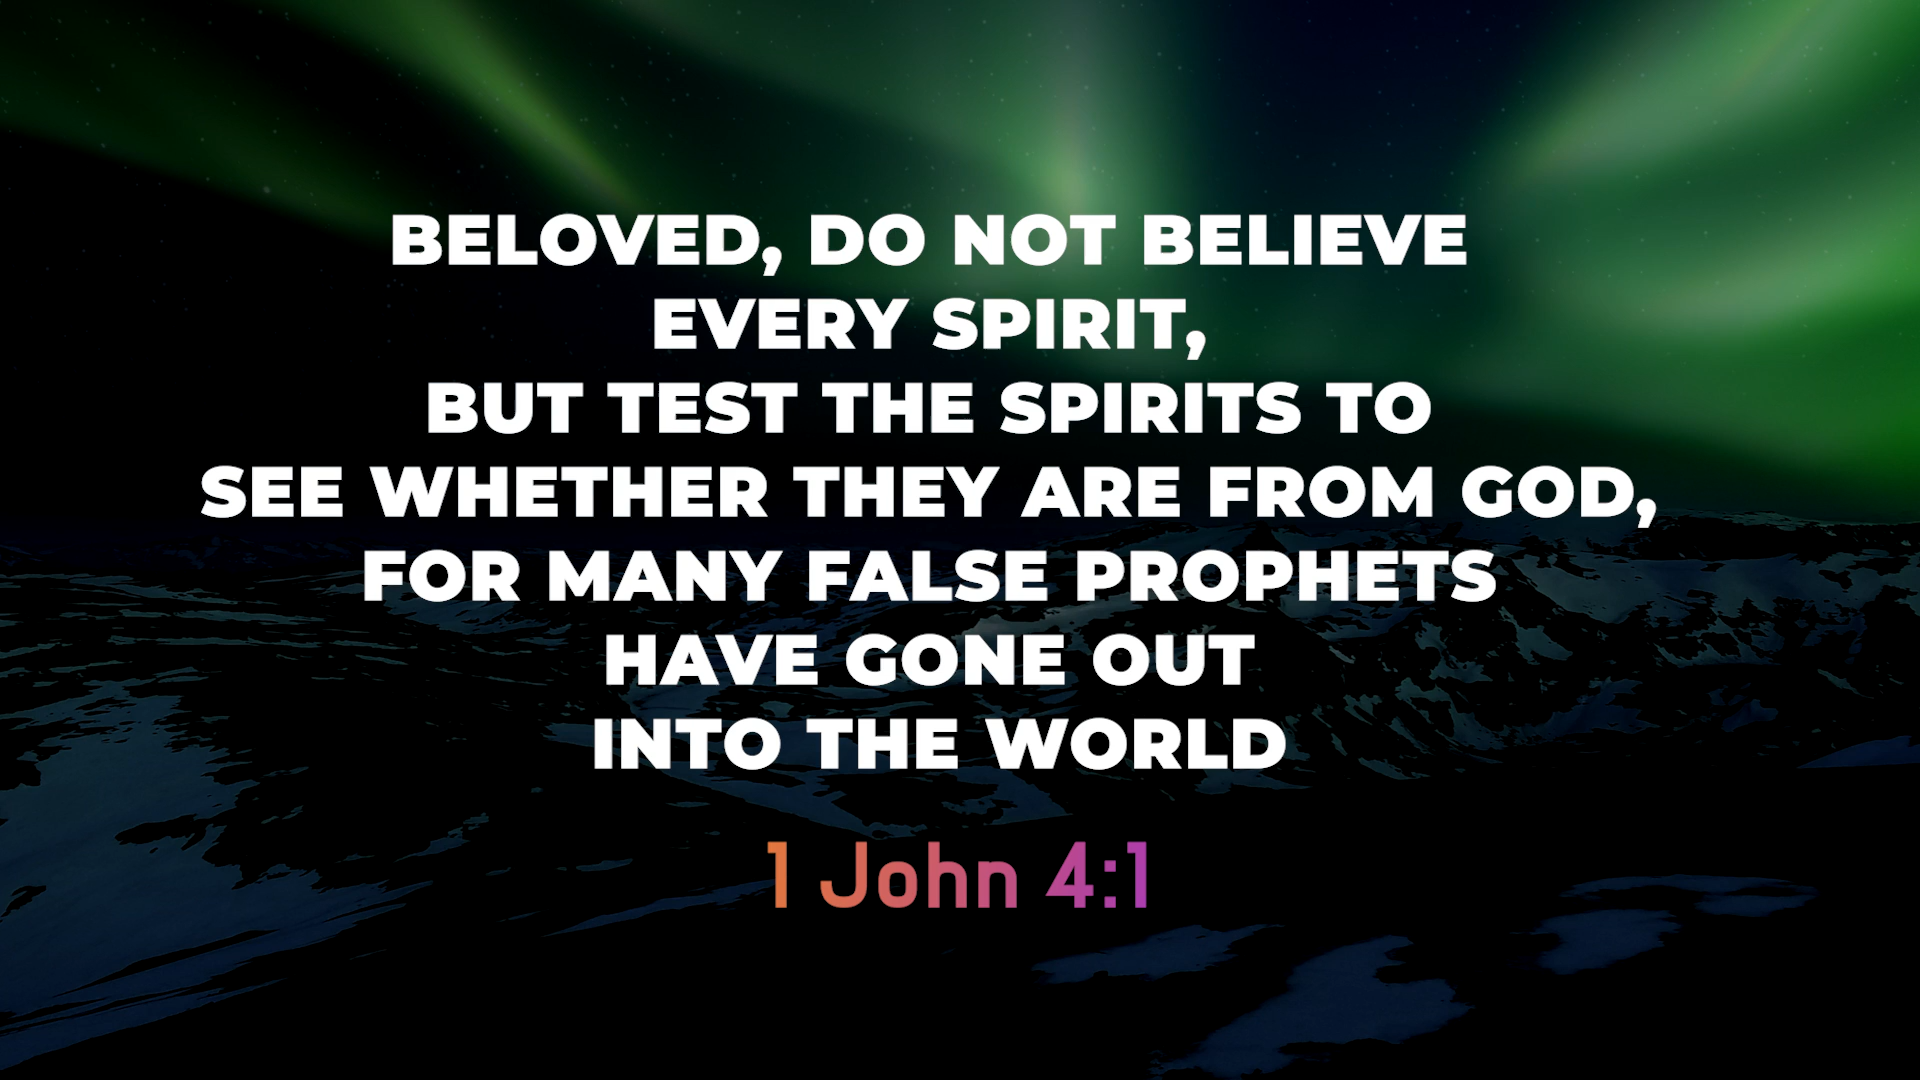 BELOVED, DO NOT BELIEVE
EVERY SPIRIT,
BUT TEST THE SPIRITS TO
SEE WHETHER THEY ARE FROM GOD,
FOR MANY FALSE PROPHETS
HAVE GONE OUT
INTO THE WORLD
1 John 4:1